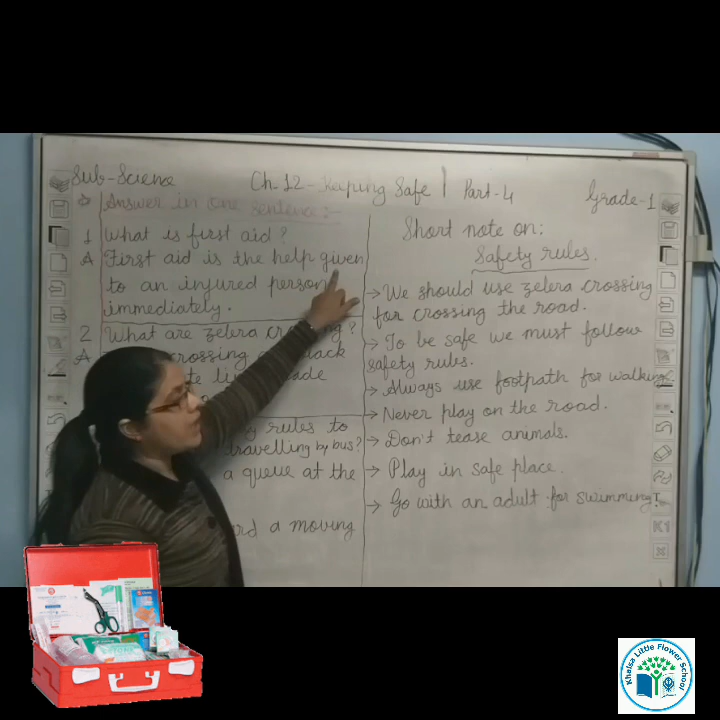 Sub-Science
Ch. 12 - Keeping Safe
Part-4
Grade-1
Answer in one sentence:-
1 What is first aid?
A First aid is the help given
to an injured person
immediately.
2 What are zebra crossing?
A crossing
rules to
travelling by bus?
a queue at the
a moving
Short note on:
Safety rules.
→ We should use zebra crossing
for crossing the road.
→ To be safe we must follow
safety rules.
→ Always use footpath for walking.
→ Never play on the road.
→ Don't tease animals.
→ Play in safe place.
→ Go with an adult for swimming.
K1
Khalsa Little Flower School